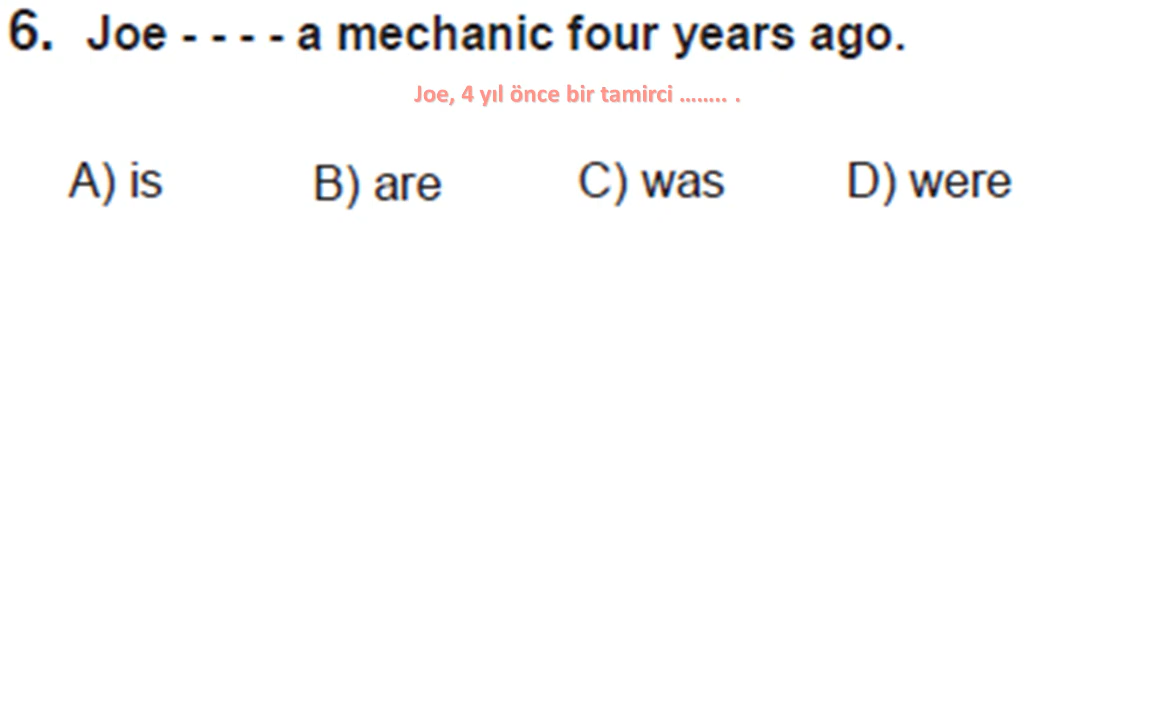 6. Joe - - - - a mechanic four years ago.
Joe, 4 yıl önce bir tamirci ........ .
A) is B) are C) was D) were